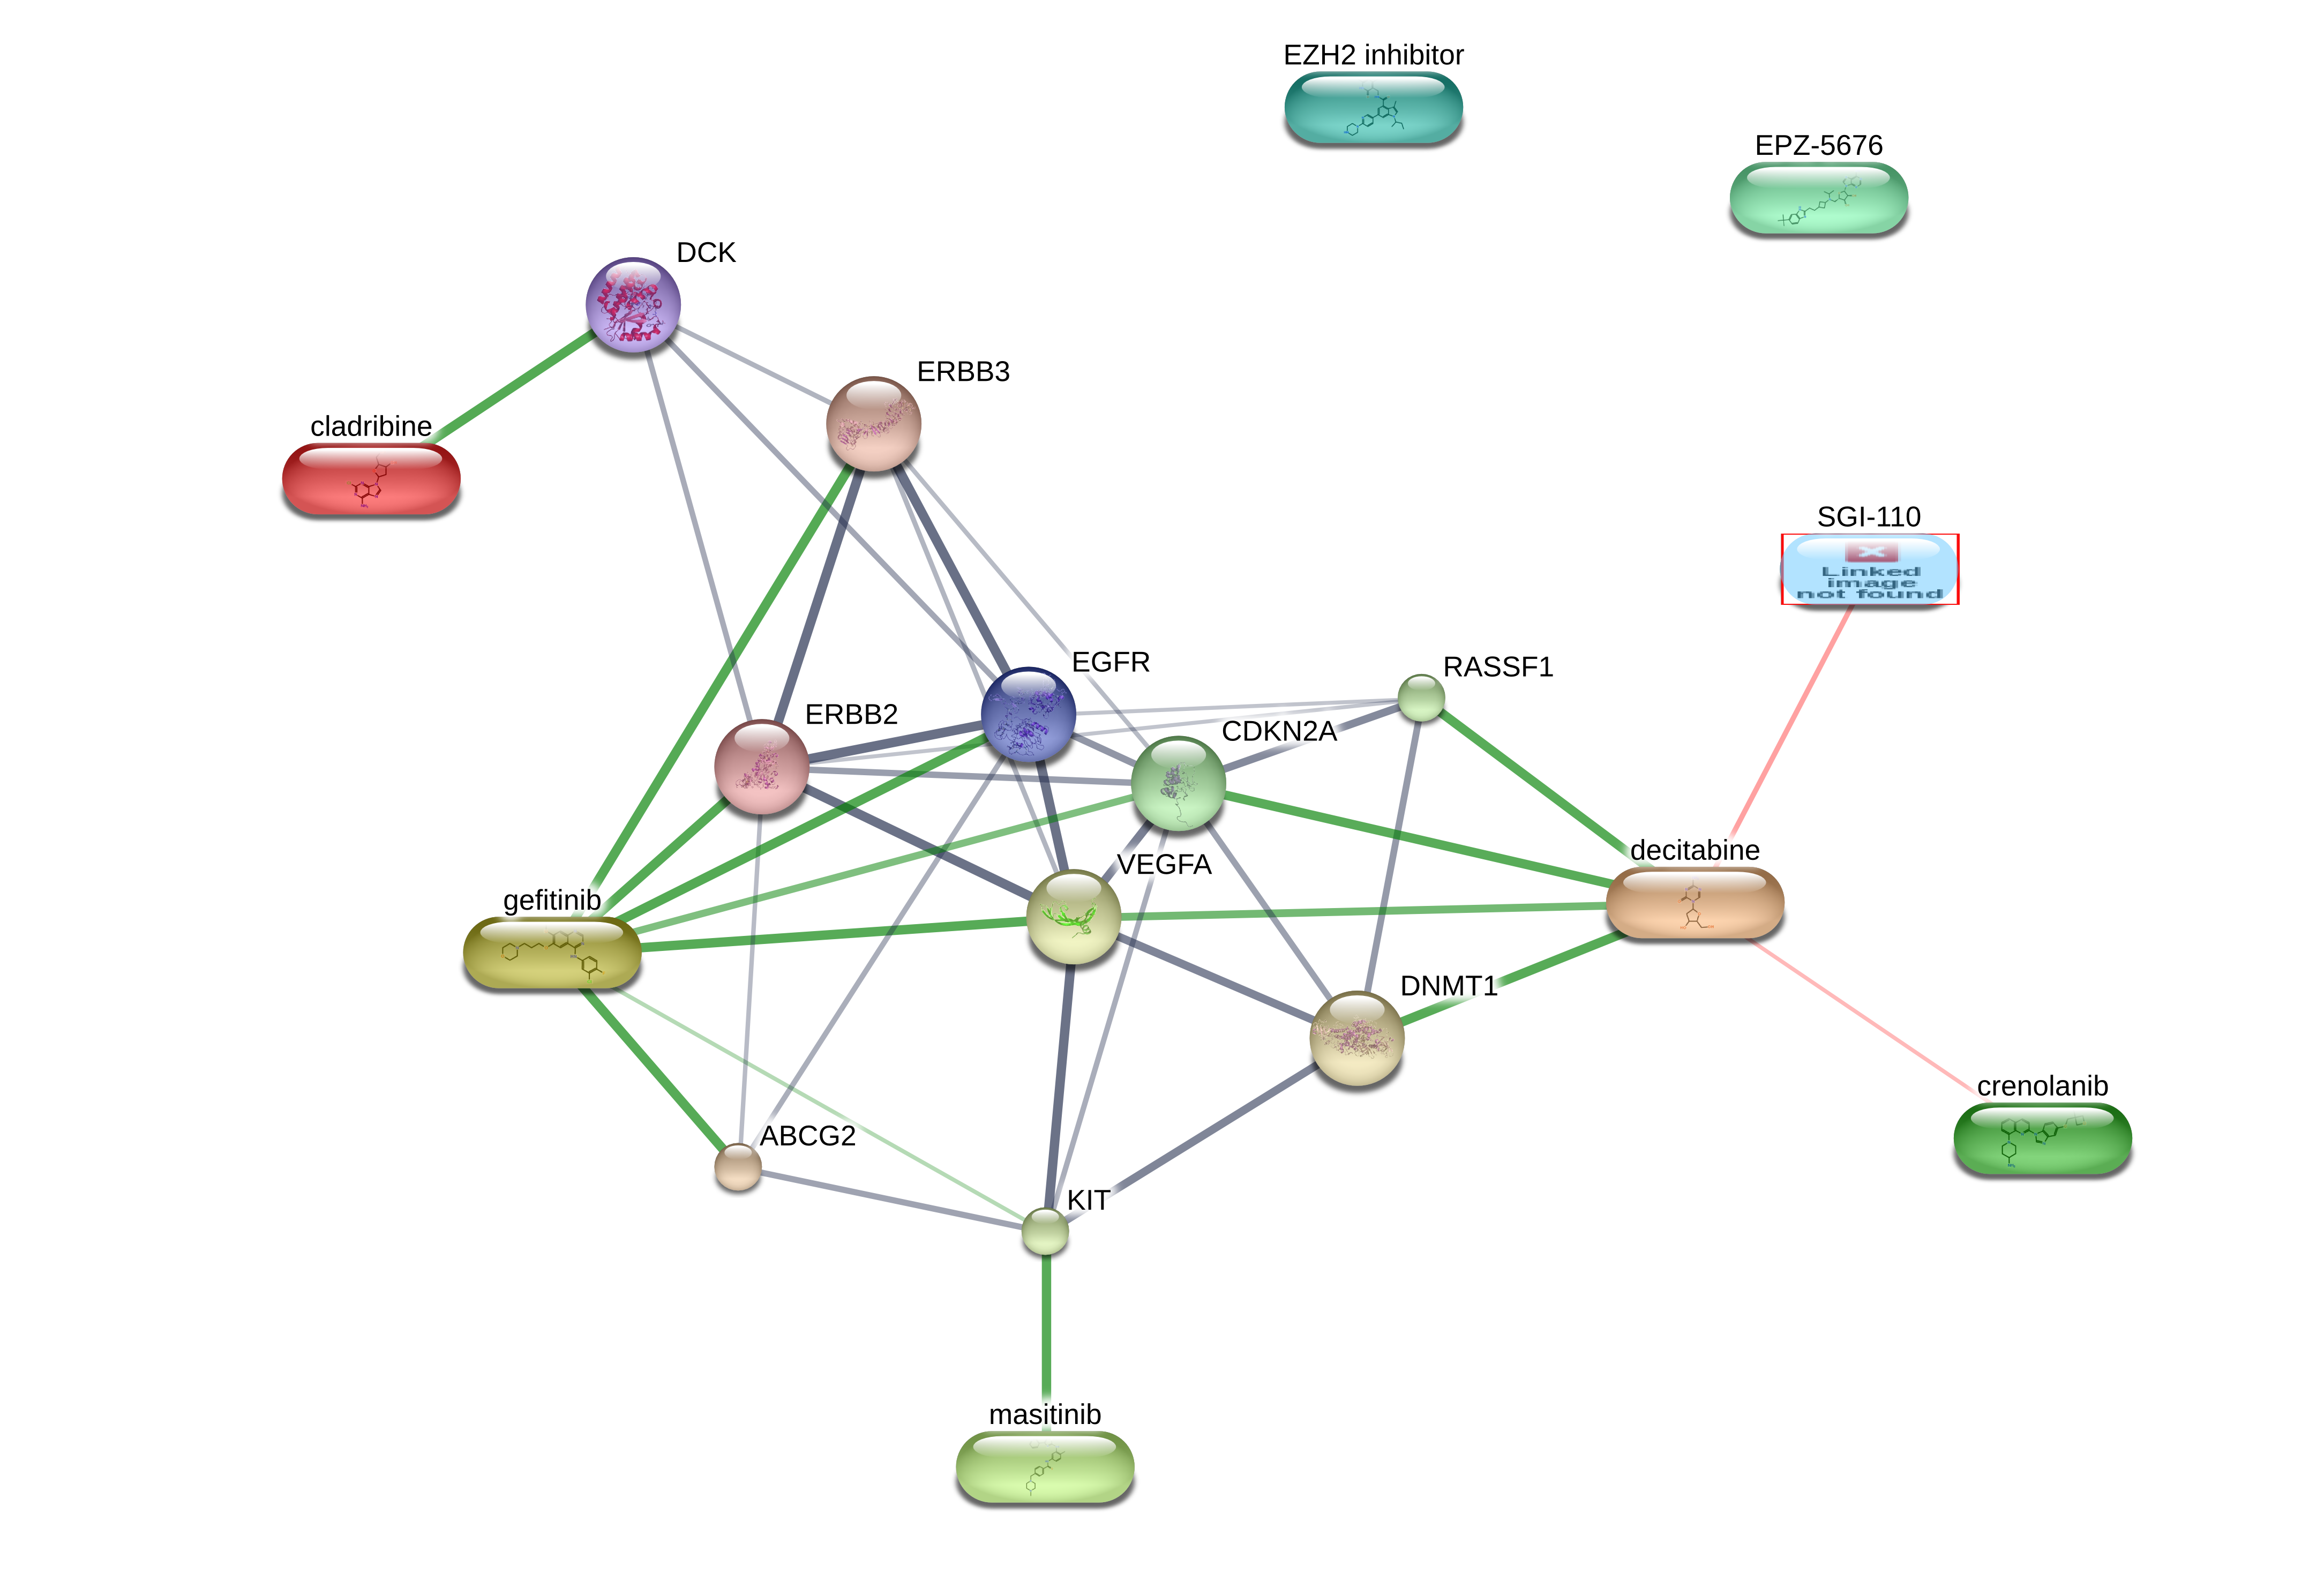 EZH2 inhibitor
EPZ-5676
DCK
ERBB3
cladribine
SGI-110
Linked
image
not found
EGFR
RASSF1
ERBB2
CDKN2A
decitabine
VEGFA
gefitinib
DNMT1
crenolanib
ABCG2
KIT
masitinib